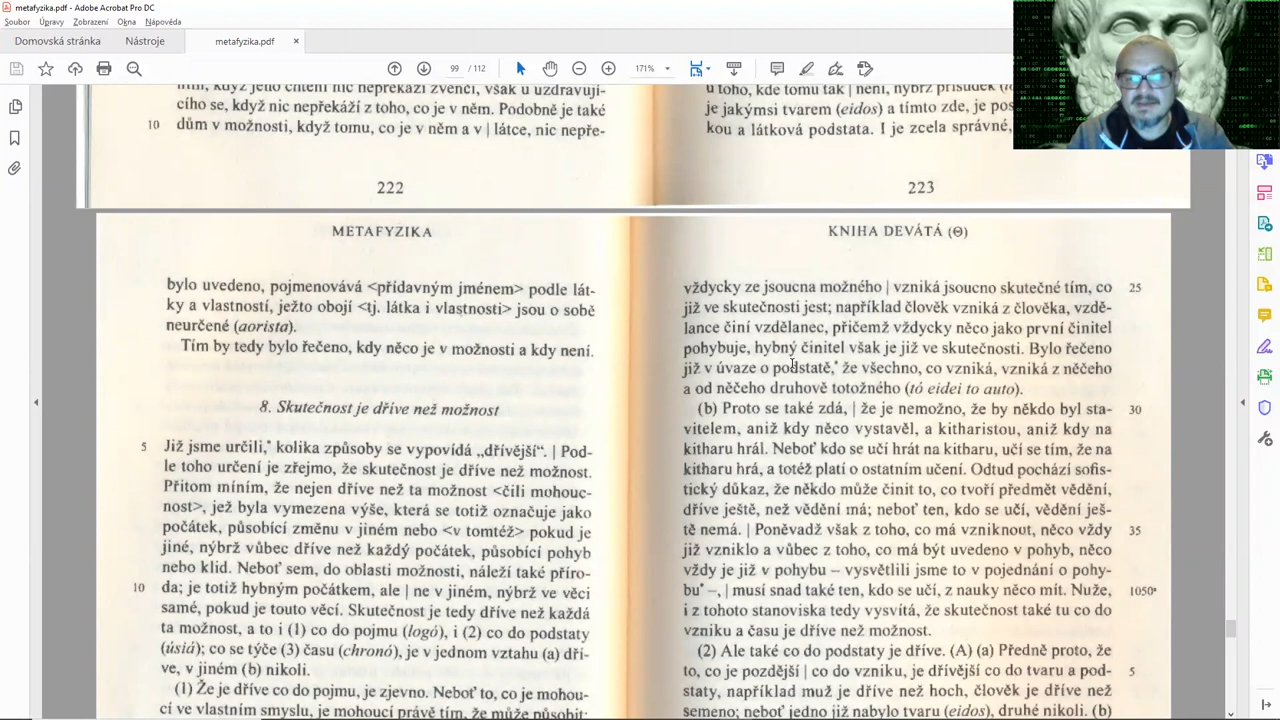 metafyzika.pdf - Adobe Acrobat Pro DC
Soubor Úpravy Zobrazení Okna Nápověda
Domovská stránka Nástroje metafyzika.pdf ×
99 / 112 171%
cího se, když nic nepřekáží z toho, co je v něm. Podobně je také
10 dům v možnosti, když tomu, co je v něm a v | látce, nic nepře-
222
u toho, kde tomu tak | není, nýbrž přísudek
je jakýmsi tvarem (eidos) a tímto zde, je pos
kou a látková podstata. I je zcela správné,
223
METAFYZIKA
bylo uvedeno, pojmenovává <přídavným jménem> podle lát-
ky a vlastností, ježto obojí <tj. látka i vlastnosti> jsou o sobě
neurčené (aorista).
Tím by tedy bylo řečeno, kdy něco je v možnosti a kdy není.
8. Skutečnost je dříve než možnost
5 Již jsme určili,* kolika způsoby se vypovídá „dřívější“. | Pod-
le toho určení je zřejmo, že skutečnost je dříve než možnost.
Přitom míním, že nejen dříve než ta možnost <čili mohouc-
nost>, jež byla vymezena výše, která se totiž označuje jako
počátek, působící změnu v jiném nebo <v tomtéž> pokud je
jiné, nýbrž vůbec dříve než každý počátek, působící pohyb
nebo klid. Neboť sem, do oblasti možnosti, náleží také příro-
10 da; je totiž hybným počátkem, ale | ne v jiném, nýbrž ve věci
samé, pokud je touto věcí. Skutečnost je tedy dříve než každá
ta možnost, a to i (1) co do pojmu (logó), i (2) co do podstaty
(úsiá); co se týče (3) času (chronó), je v jednom vztahu (a) dří-
ve, v jiném (b) nikoli.
(1) Že je dříve co do pojmu, je zjevno. Neboť to, co je mohou-
cí ve vlastním smyslu, je mohoucí právě tím, že může působit;
KNIHA DEVÁTÁ (Θ)
vždycky ze jsoucna možného | vzniká jsoucno skutečné tím, co 25
již ve skutečnosti jest; například člověk vzniká z člověka, vzdě-
lance činí vzdělanec, přičemž vždycky něco jako první činitel
pohybuje, hybný činitel však je již ve skutečnosti. Bylo řečeno
již v úvaze o podstatě,* že všechno, co vzniká, vzniká z něčeho
a od něčeho druhově totožného (tó eidei to auto).
(b) Proto se také zdá, | že je nemožno, že by někdo byl sta- 30
vitelem, aniž kdy něco vystavěl, a kitharistou, aniž kdy na
kitharu hrál. Neboť kdo se učí hrát na kitharu, učí se tím, že na
kitharu hrá, a totéž platí o ostatním učení. Odtud pochází sofis-
tický důkaz, že někdo může činit to, co tvoří předmět vědění,
dříve ještě, než vědění má; neboť ten, kdo se učí, vědění ješ-
tě nemá. | Poněvadž však z toho, co má vzniknout, něco vždy 35
již vzniklo a vůbec z toho, co má být uvedeno v pohyb, něco
vždy je již v pohybu – vysvětlili jsme to v pojednání o pohy-
bu* –, | musí snad také ten, kdo se učí, z nauky něco mít. Nuže, 1050ᵃ
i z tohoto stanoviska tedy vysvítá, že skutečnost také tu co do
vzniku a času je dříve než možnost.
(2) Ale také co do podstaty je dříve. (A) (a) Předně proto, že
to, co je pozdější | co do vzniku, je dřívější co do tvaru a pod- 5
staty, například muž je dříve než hoch, člověk je dříve než
semeno; neboť jedno již nabylo tvaru (eidos), druhé nikoli. (b)